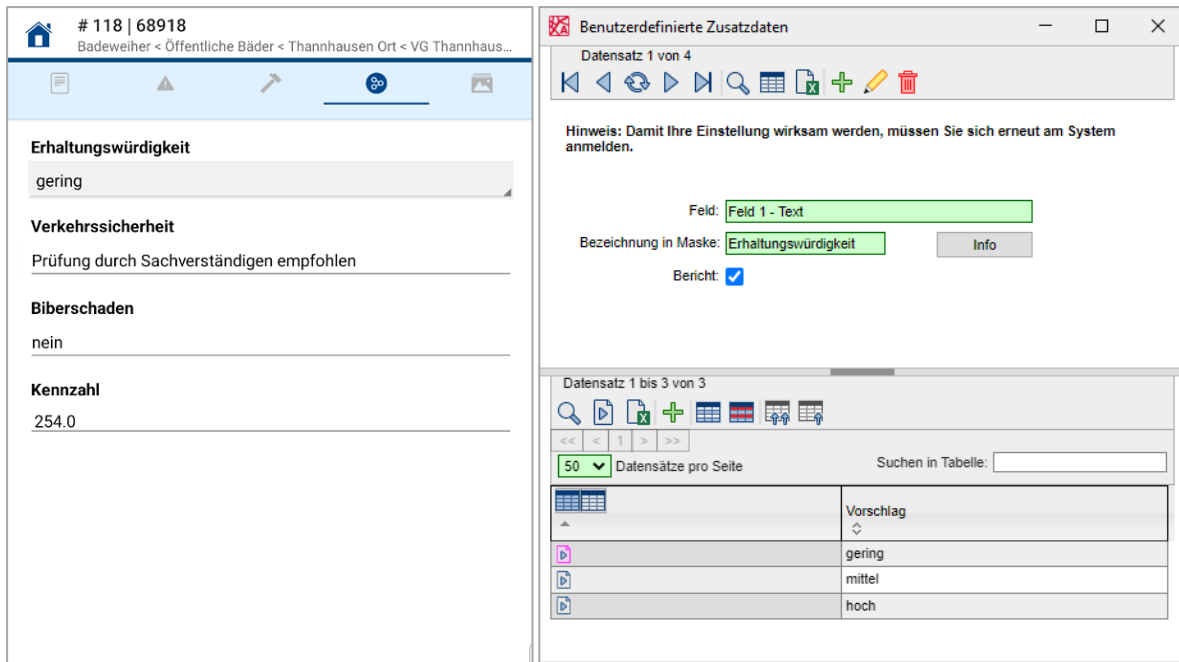 # 118 | 68918
Badeweiher < Öffentliche Bäder < Thannhausen Ort < VG Thannhaus...
Erhaltungswürdigkeit
gering
Verkehrssicherheit
Prüfung durch Sachverständigen empfohlen
Biberschaden
nein
Kennzahl
254.0
Benutzerdefinierte Zusatzdaten
Datensatz 1 von 4
Hinweis: Damit Ihre Einstellung wirksam werden, müssen Sie sich erneut am System
anmelden.
Feld: Feld 1 - Text
Bezeichnung in Maske: Erhaltungswürdigkeit Info
Bericht:
Datensatz 1 bis 3 von 3
<< < 1 > >>
50 Datensätze pro Seite Suchen in Tabelle:
Vorschlag
gering
mittel
hoch